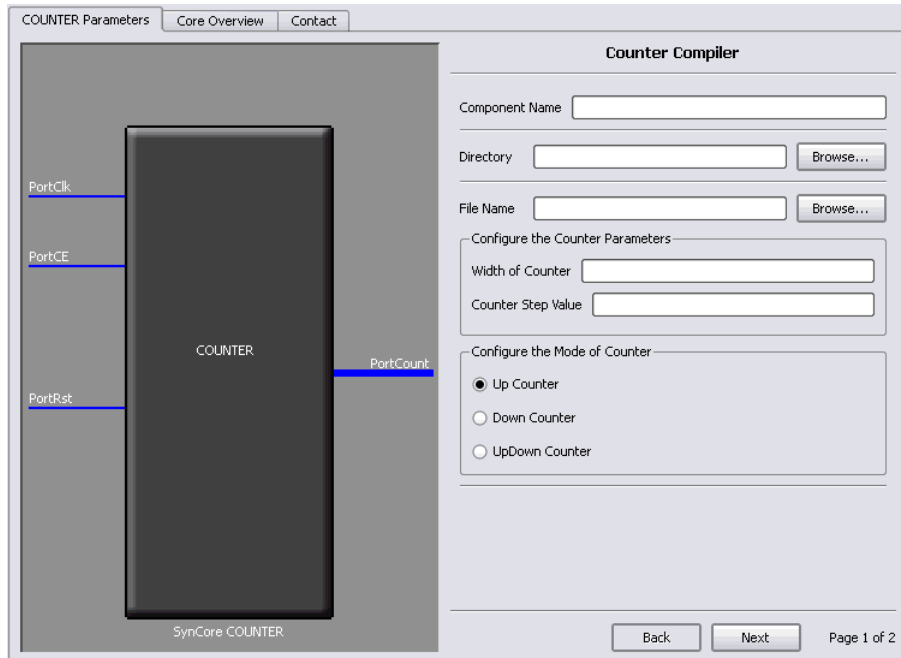 COUNTER Parameters Core Overview Contact
PortClk
PortCE
COUNTER
PortCount
PortRst
SynCore COUNTER
Counter Compiler
Component Name
Directory Browse...
File Name Browse...
Configure the Counter Parameters
Width of Counter
Counter Step Value
Configure the Mode of Counter
Up Counter
Down Counter
UpDown Counter
Back Next Page 1 of 2